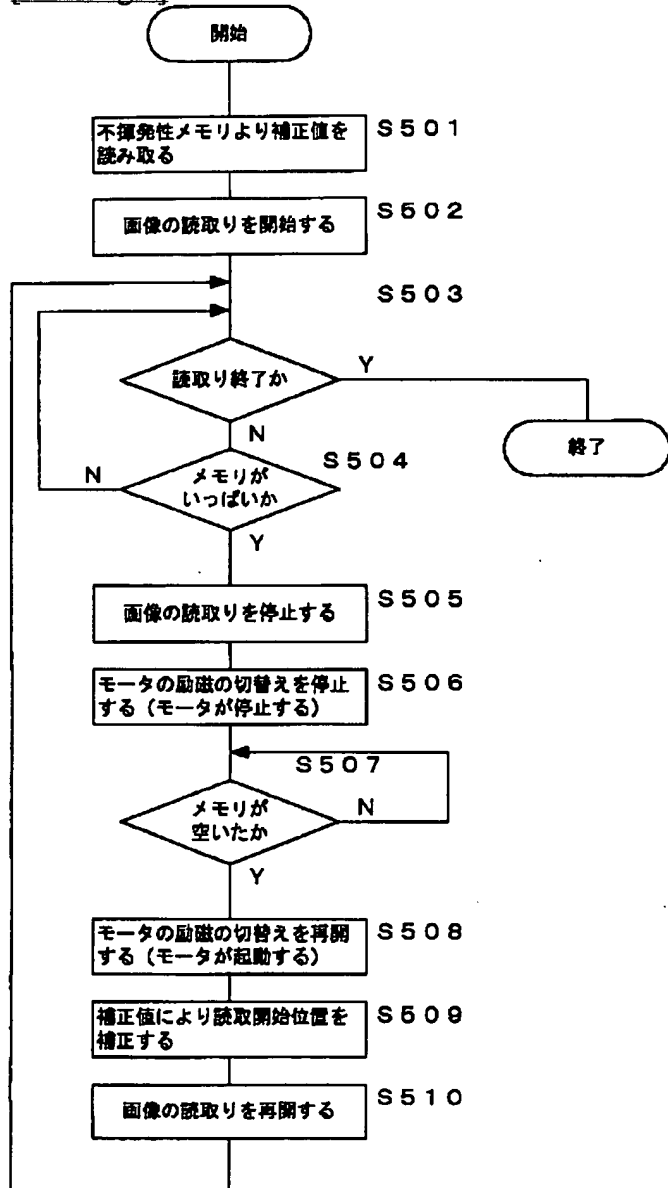 開始
不揮発性メモリより補正値を
読み取る
S501
画像の読取りを開始する
S502
S503
読取り終了か
Y
N
終了
S504
メモリが
いっぱいか
N
Y
画像の読取りを停止する
S505
モータの励磁の切替えを停止
する(モータが停止する)
S506
S507
メモリが
空いたか
N
Y
モータの励磁の切替えを再開
する(モータが起動する)
S508
補正値により読取開始位置を
補正する
S509
画像の読取りを再開する
S510